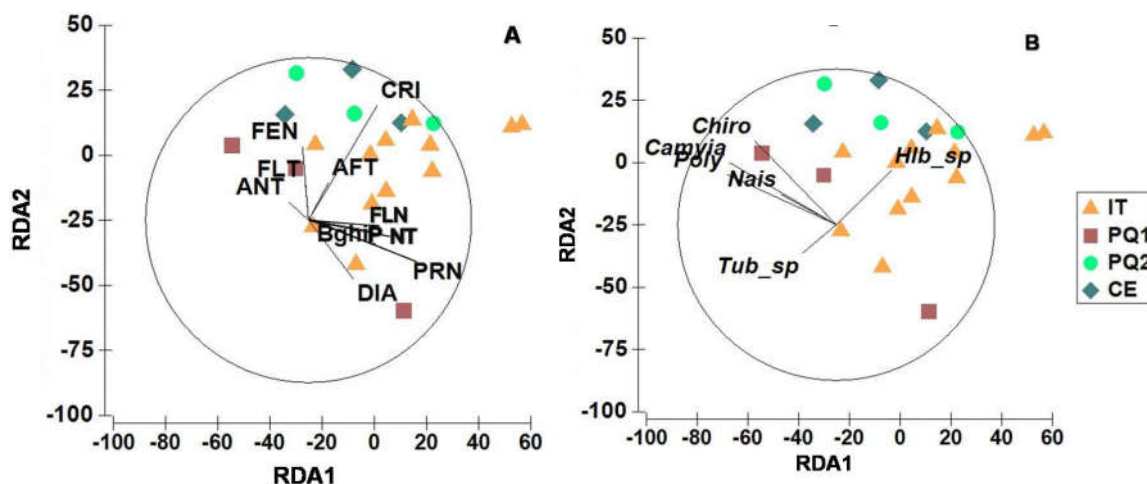 A
50
25
0
-25
-50
-75
-100
RDA2
CRI
FEN
FLT
AFT
ANT
FLN
BghiP NT
PRN
DIA
-100 -80 -60 -40 -20 0 20 40 60
RDA1
B
50
25
0
-25
-50
-75
-100
RDA2
Chiro
Camyia
Poly
Nais
Hlb_sp
Tub_sp
-100 -80 -60 -40 -20 0 20 40 60
RDA1
IT
PQ1
PQ2
CE